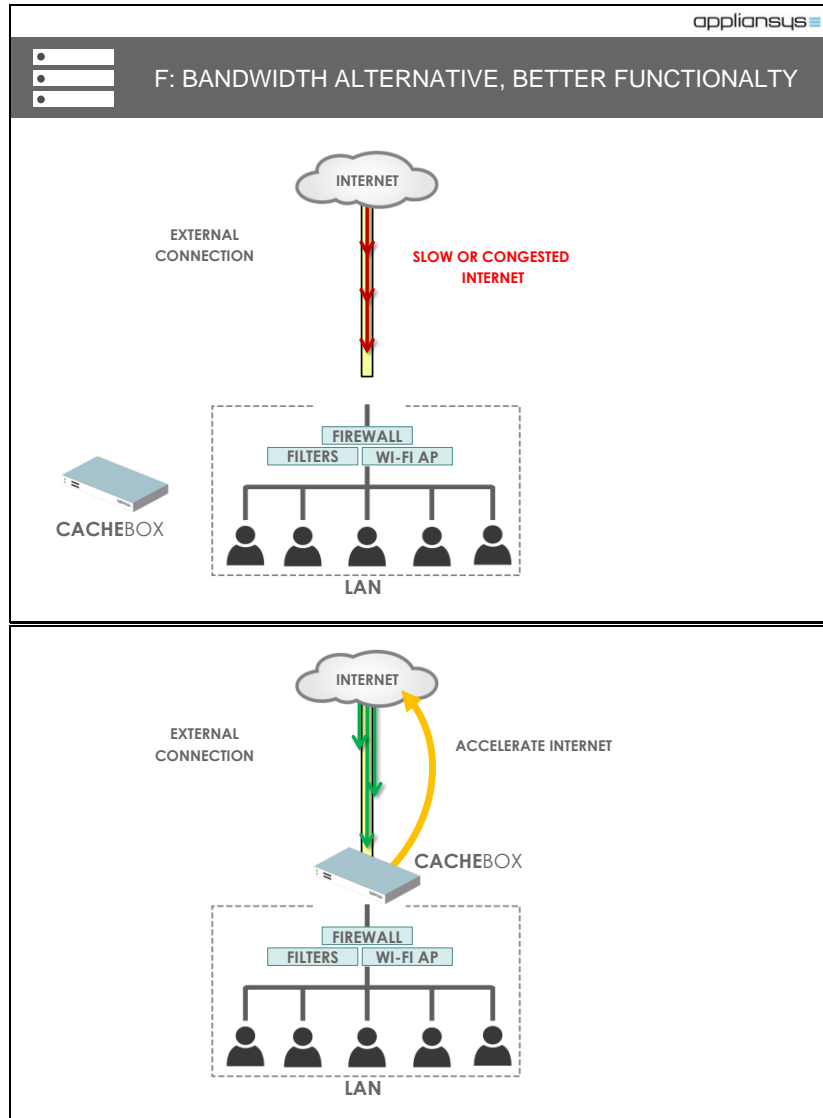 appliansys
F: BANDWIDTH ALTERNATIVE, BETTER FUNCTIONALTY
INTERNET
EXTERNAL
CONNECTION
SLOW OR CONGESTED
INTERNET
FIREWALL
FILTERS
WI-FI AP
CACHEBOX
LAN
INTERNET
EXTERNAL
CONNECTION
ACCELERATE INTERNET
CACHEBOX
FIREWALL
FILTERS
WI-FI AP
LAN